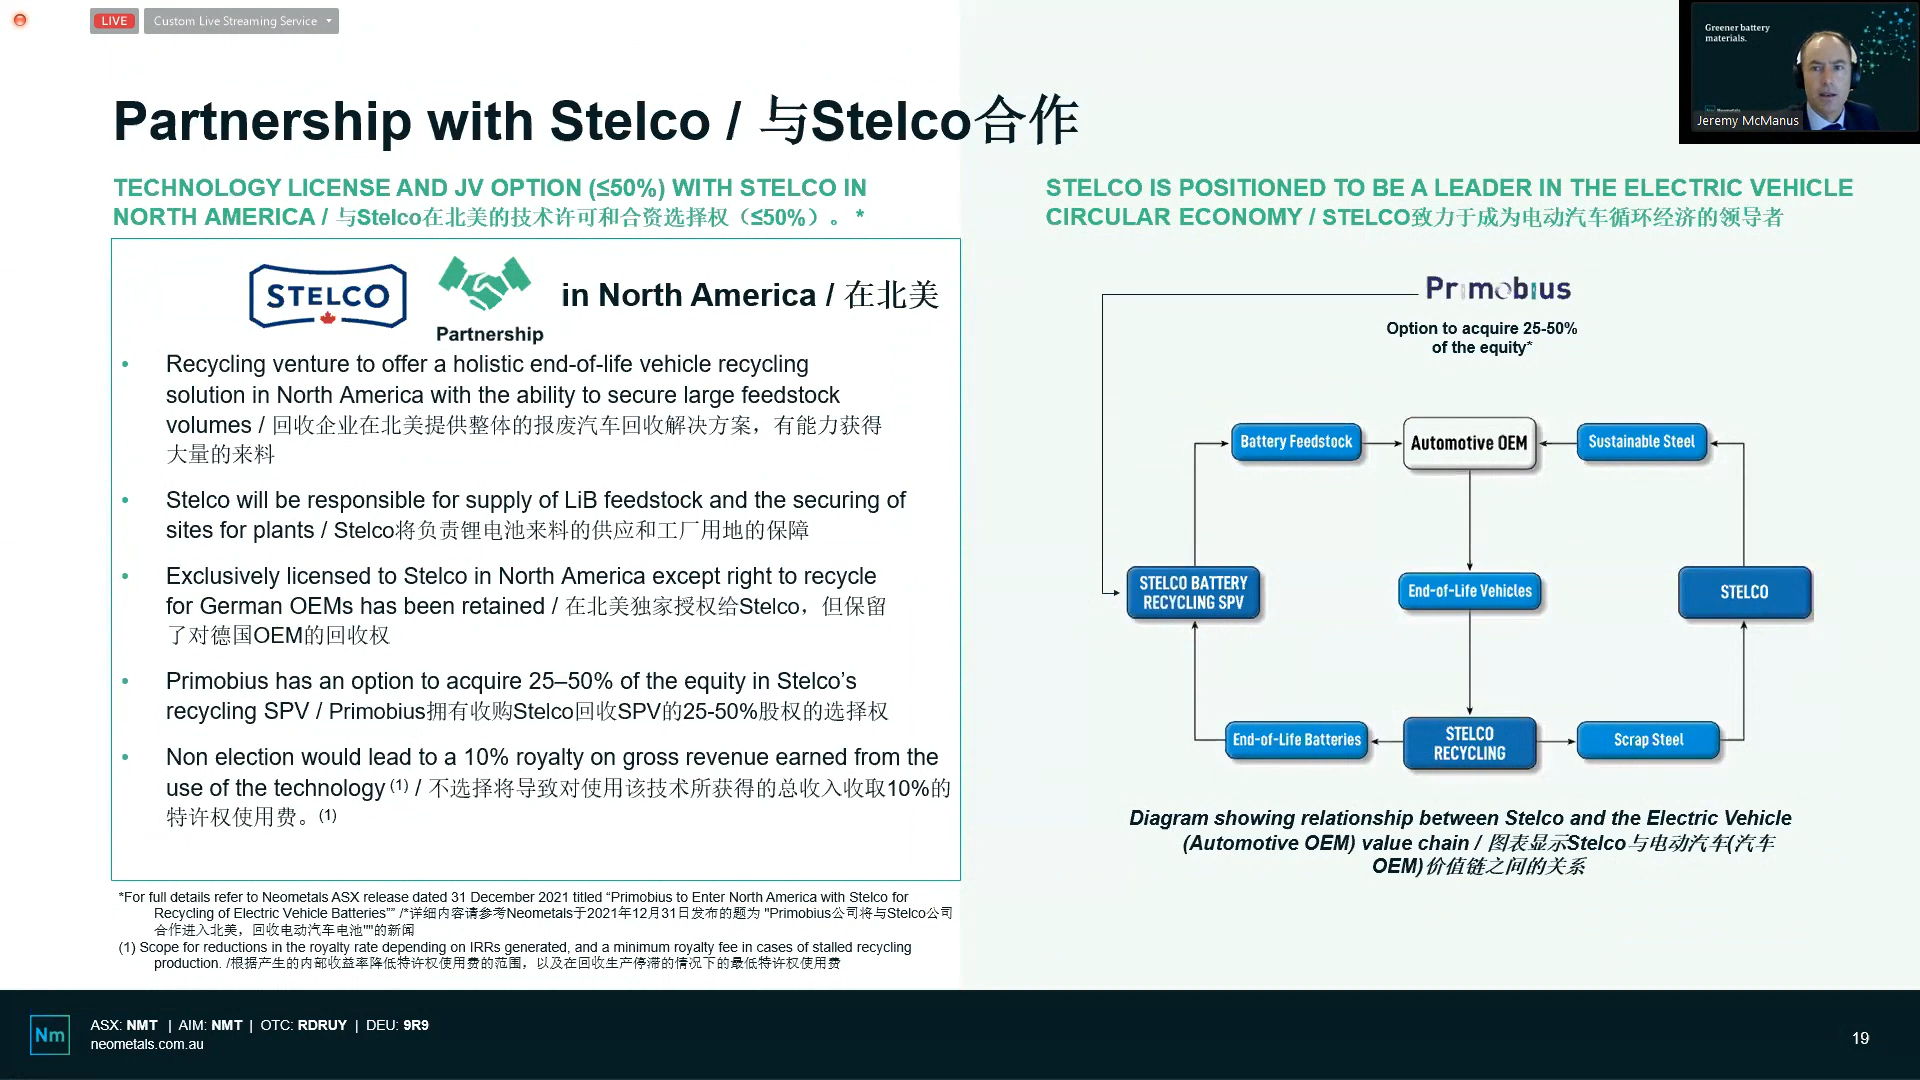 LIVE
Custom Live Streaming Service
Greener battery
materials.
Jeremy McManus
Partnership with Stelco / 与Stelco合作
TECHNOLOGY LICENSE AND JV OPTION (≤50%) WITH STELCO IN
NORTH AMERICA / 与Stelco在北美的技术许可和合资选择权（≤50%）。 *
STELCO
Partnership
in North America / 在北美
Recycling venture to offer a holistic end-of-life vehicle recycling
solution in North America with the ability to secure large feedstock
volumes / 回收企业在北美提供整体的报废汽车回收解决方案，有能力获得
大量的来料
Stelco will be responsible for supply of LiB feedstock and the securing of
sites for plants / Stelco将负责锂电池来料的供应和工厂用地的保障
Exclusively licensed to Stelco in North America except right to recycle
for German OEMs has been retained / 在北美独家授权给Stelco，但保留
了对德国OEM的回收权
Primobius has an option to acquire 25–50% of the equity in Stelco’s
recycling SPV / Primobius拥有收购Stelco回收SPV的25-50%股权的选择权
Non election would lead to a 10% royalty on gross revenue earned from the
use of the technology (1) / 不选择将导致对使用该技术所获得的总收入收取10%的
特许权使用费。(1)
*For full details refer to Neometals ASX release dated 31 December 2021 titled “Primobius to Enter North America with Stelco for
Recycling of Electric Vehicle Batteries”” /*详细内容请参考Neometals于2021年12月31日发布的题为 "Primobius公司将与Stelco公司
合作进入北美，回收电动汽车电池""的新闻
(1) Scope for reductions in the royalty rate depending on IRRs generated, and a minimum royalty fee in cases of stalled recycling
production. /根据产生的内部收益率降低特许权使用费的范围，以及在回收生产停滞的情况下的最低特许权使用费
STELCO IS POSITIONED TO BE A LEADER IN THE ELECTRIC VEHICLE
CIRCULAR ECONOMY / STELCO致力于成为电动汽车循环经济的领导者
Primobius
Option to acquire 25-50%
of the equity*
Battery Feedstock
Automotive OEM
Sustainable Steel
STELCO BATTERY
RECYCLING SPV
End-of-Life Vehicles
STELCO
End-of-Life Batteries
STELCO
RECYCLING
Scrap Steel
Diagram showing relationship between Stelco and the Electric Vehicle
(Automotive OEM) value chain / 图表显示Stelco与电动汽车(汽车
OEM)价值链之间的关系
Nm
ASX: NMT | AIM: NMT | OTC: RDRUY | DEU: 9R9
neometals.com.au
19